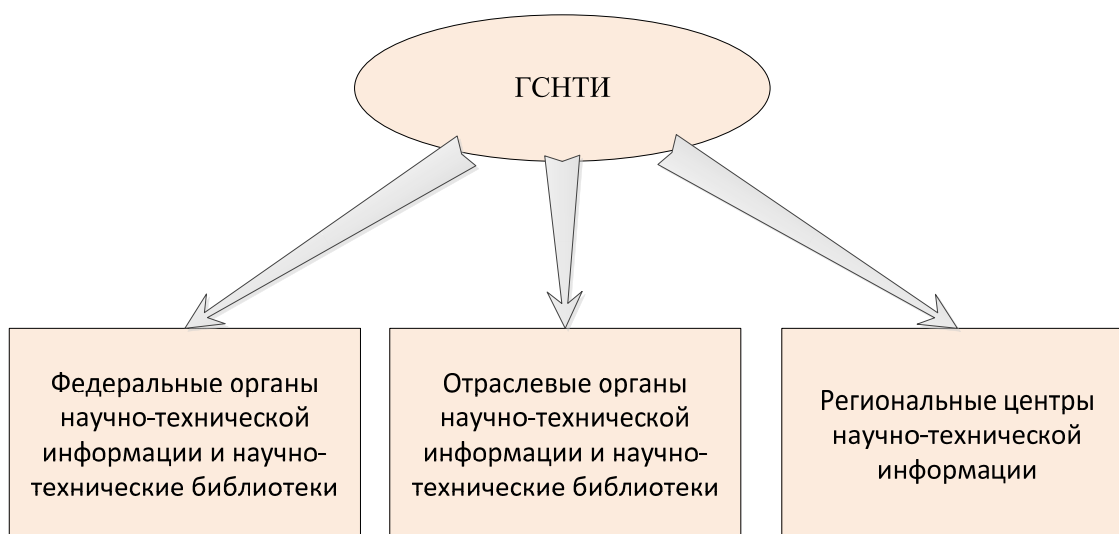 ГСНТИ
Федеральные органы
научно-технической
информации и научно-
технические библиотеки
Отраслевые органы
научно-технической
информации и научно-
технические библиотеки
Региональные центры
научно-технической
информации